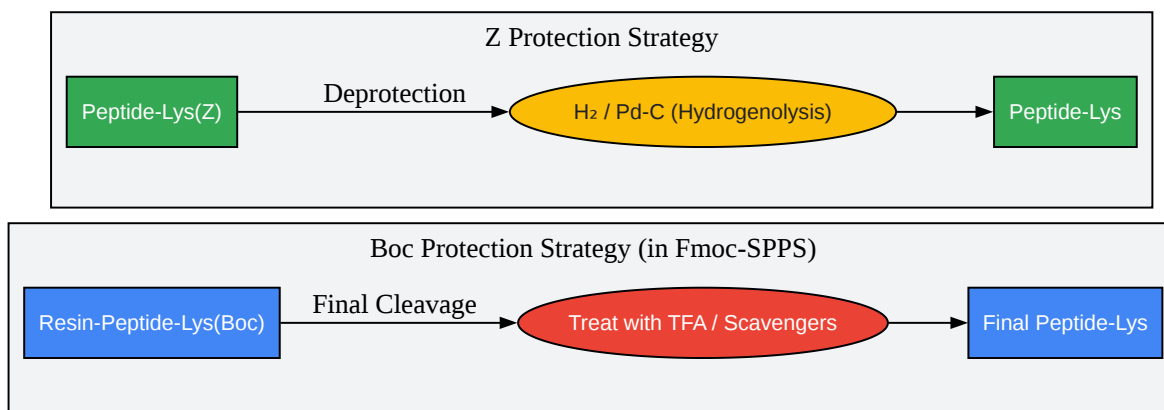 Z Protection Strategy
Peptide-Lys(Z)
Deprotection
H₂ / Pd-C (Hydrogenolysis)
Peptide-Lys
Boc Protection Strategy (in Fmoc-SPPS)
Resin-Peptide-Lys(Boc)
Final Cleavage
Treat with TFA / Scavengers
Final Peptide-Lys